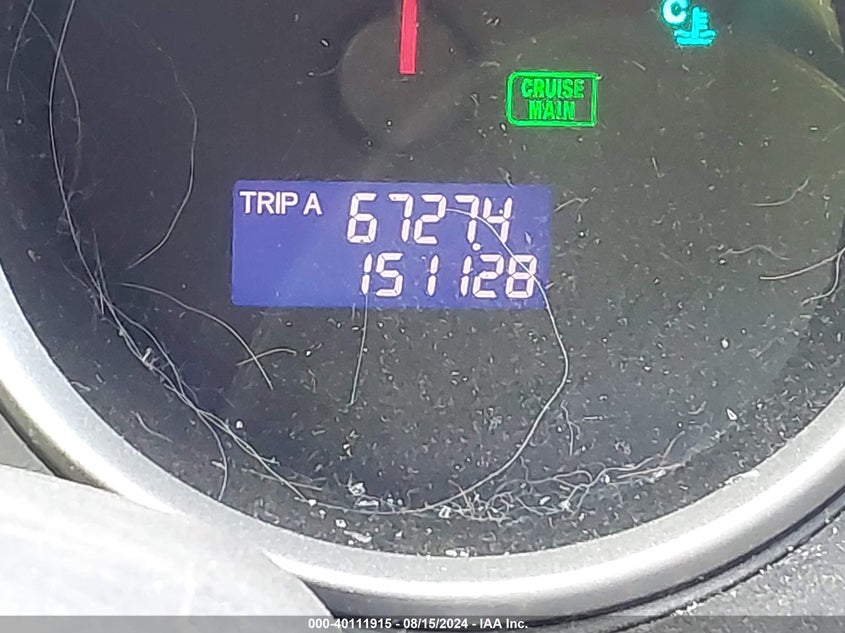 C
CRUISE
MAIN
TRIP A 6727.4
151128
000-40111915 - 08/15/2024 - IAA Inc.